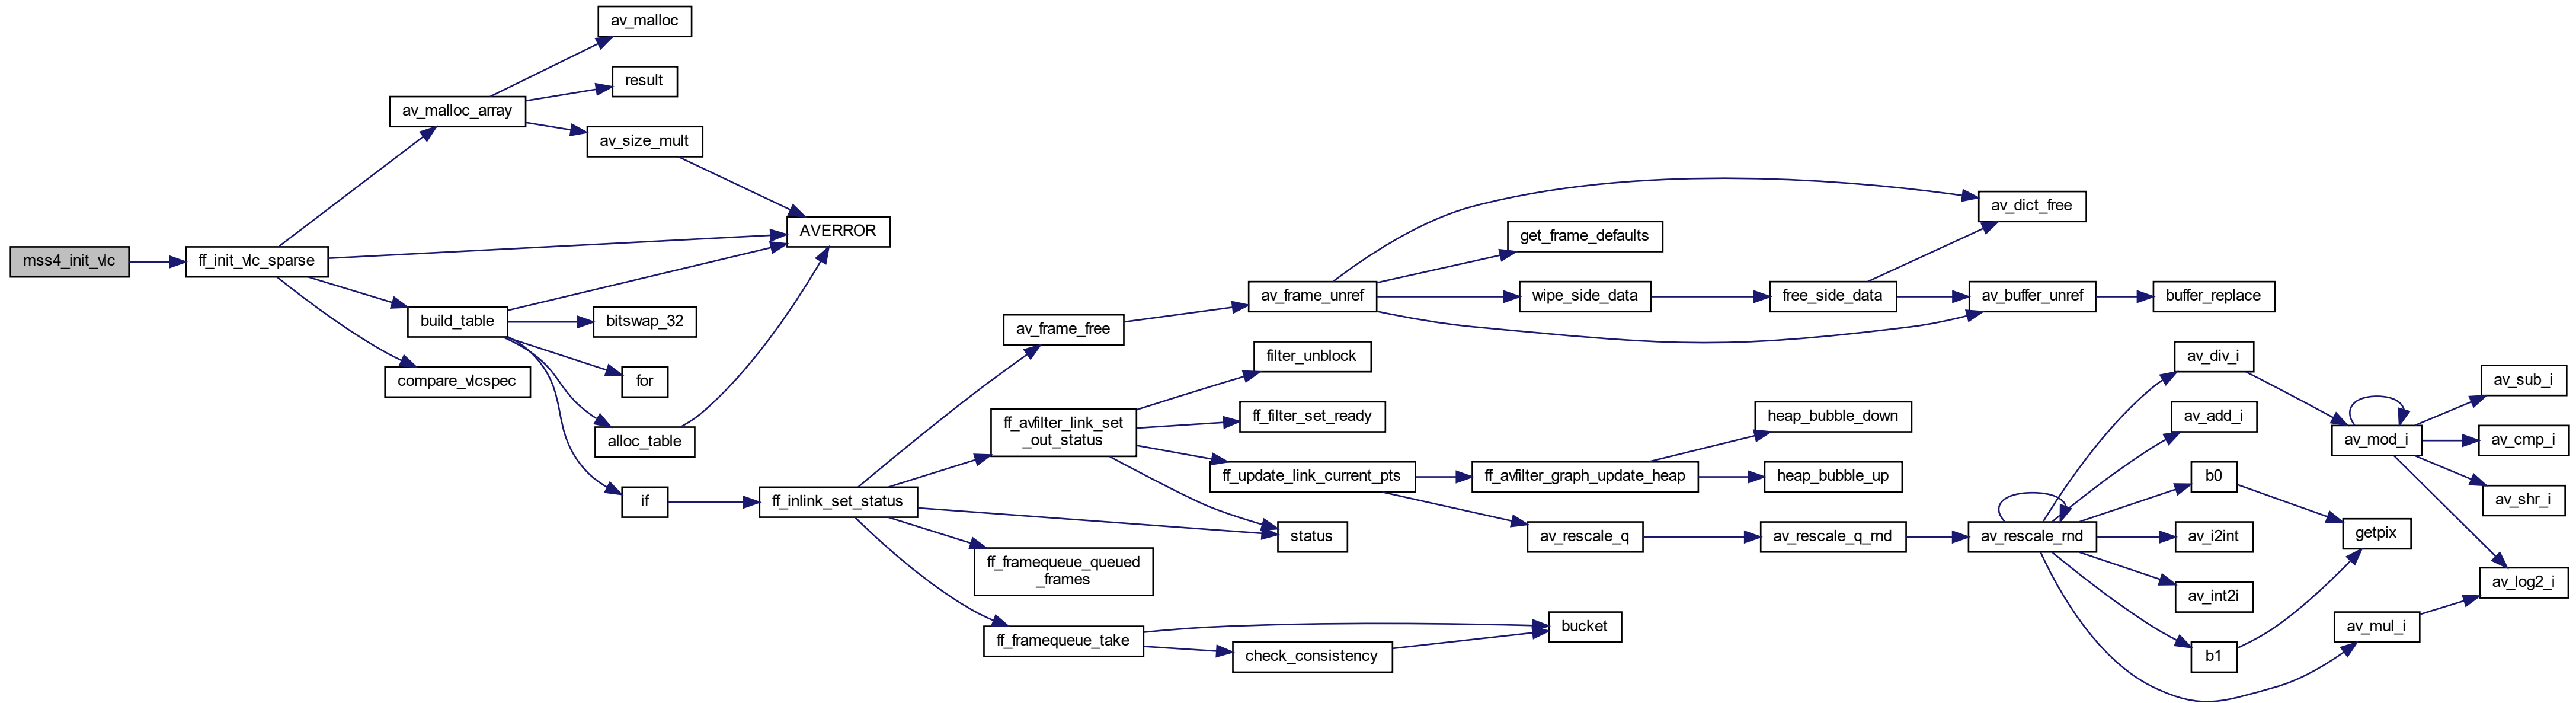 mss4_init_vlc
ff_init_vlc_sparse
av_malloc_array
av_malloc
result
av_size_mult
AVERROR
build_table
bitswap_32
for
alloc_table
if
compare_vlcspec
ff_inlink_set_status
av_frame_free
av_frame_unref
av_dict_free
get_frame_defaults
wipe_side_data
free_side_data
av_buffer_unref
buffer_replace
ff_avfilter_link_set
_out_status
filter_unblock
ff_filter_set_ready
ff_update_link_current_pts
status
ff_avfilter_graph_update_heap
heap_bubble_down
heap_bubble_up
av_rescale_q
av_rescale_q_rnd
av_rescale_rnd
av_div_i
av_add_i
b0
av_i2int
av_int2i
b1
av_mod_i
getpix
av_mul_i
av_sub_i
av_cmp_i
av_shr_i
av_log2_i
ff_framequeue_queued
_frames
ff_framequeue_take
check_consistency
bucket